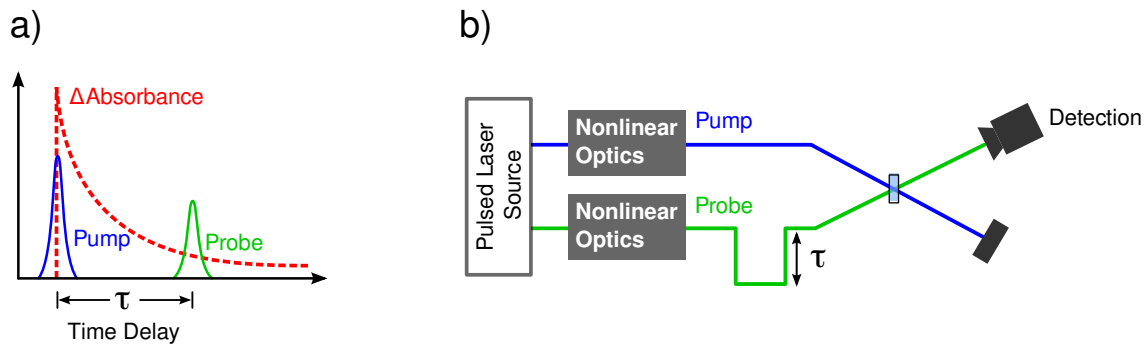 a)
ΔAbsorbance
Pump
Probe
τ
Time Delay
b)
Pulsed Laser
Source
Nonlinear
Optics
Pump
Nonlinear
Optics
Probe
τ
Detection